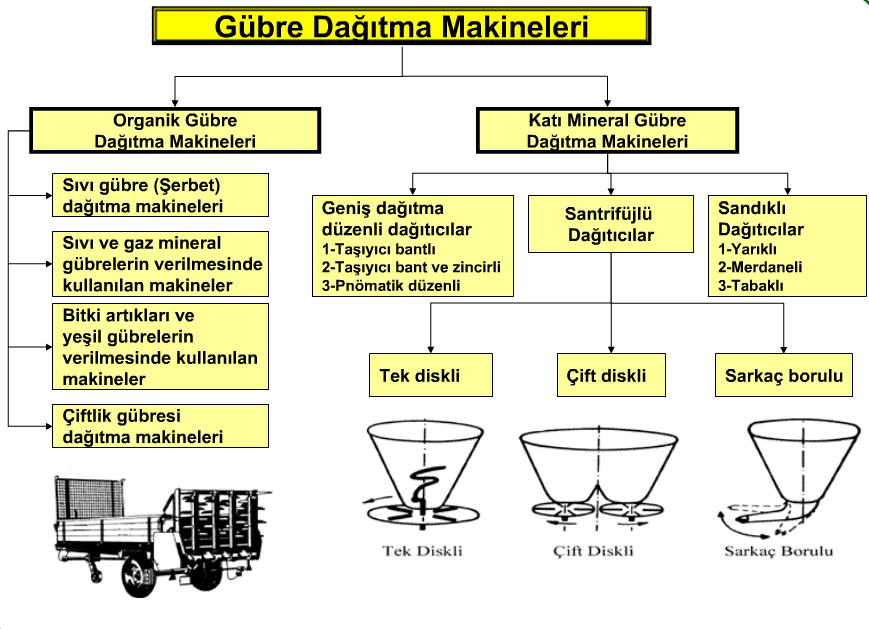 Gübre Dağıtma Makineleri
Organik Gübre
Dağıtma Makineleri
Sıvı gübre (Şerbet)
dağıtma makineleri
Sıvı ve gaz mineral
gübrelerin verilmesinde
kullanılan makineler
Bitki artıkları ve
yeşil gübrelerin
verilmesinde kullanılan
makineler
Çiftlik gübresi
dağıtma makineleri
Katı Mineral Gübre
Dağıtma Makineleri
Geniş dağıtma
düzenli dağıtıcılar
1-Taşıyıcı bantlı
2-Taşıyıcı bant ve zincirli
3-Pnömatik düzenli
Santrifüjlü
Dağıtıcılar
Sandıklı
Dağıtıcılar
1-Yarıklı
2-Merdaneli
3-Tabaklı
Tek diskli
Çift diskli
Sarkaç borulu
Tek Diskli
Çift Diskli
Sarkaç Borulu